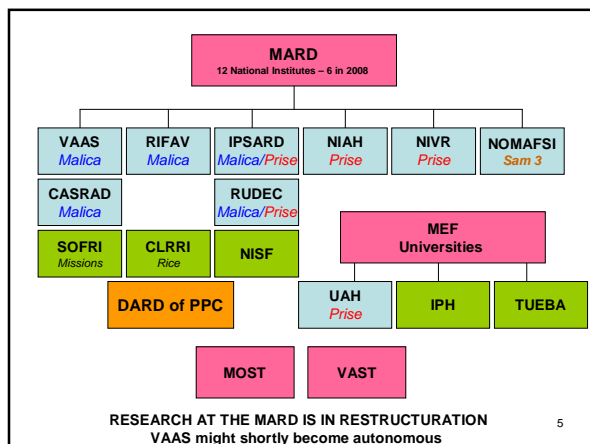 MARD
12 National Institutes – 6 in 2008
VAAS
Malica
RIFAV
Malica
IPSARD
Malica/Prise
NIAH
Prise
NIVR
Prise
NOMAFSI
Sam 3
CASRAD
Malica
RUDEC
Malica/Prise
SOFRI
Missions
CLRRI
Rice
NISF
MEF
Universities
DARD of PPC
UAH
Prise
IPH
TUEBA
MOST
VAST
RESEARCH AT THE MARD IS IN RESTRUCTURATION
VAAS might shortly become autonomous
5